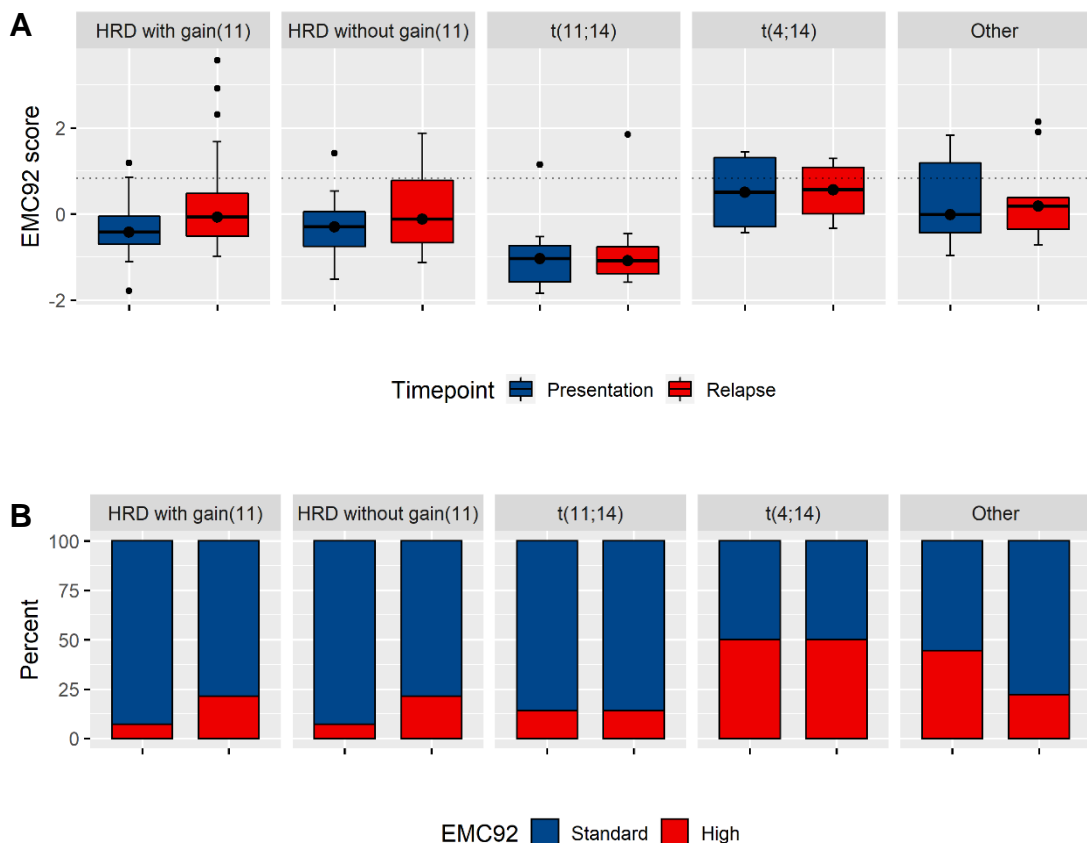 A
HRD with gain(11) HRD without gain(11) t(11;14) t(4;14) Other
EMC92 score
2
0
-2
Timepoint Presentation Relapse
B
HRD with gain(11) HRD without gain(11) t(11;14) t(4;14) Other
Percent
100
75
50
25
0
EMC92 Standard High